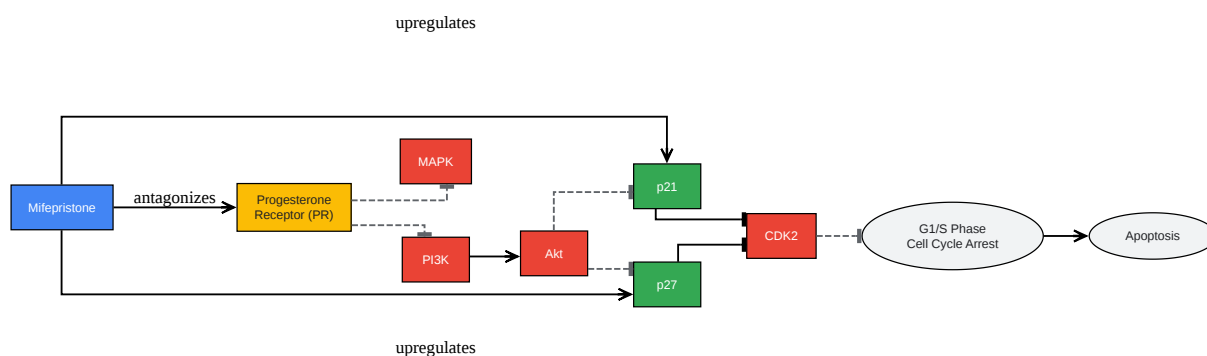 upregulates
MAPK
p21
Mifepristone
antagonizes
Progesterone
Receptor (PR)
CDK2
G1/S Phase
Cell Cycle Arrest
Apoptosis
PI3K
Akt
p27
upregulates